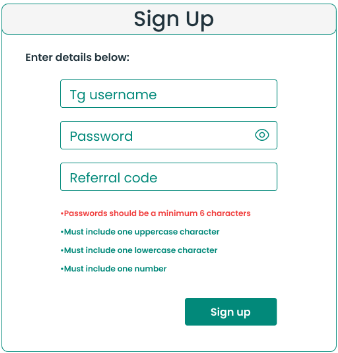 Sign Up
Enter details below:
Tg username
Password
Referral code
•Passwords should be a minimum 6 characters
•Must include one uppercase character
•Must include one lowercase character
•Must include one number
Sign up